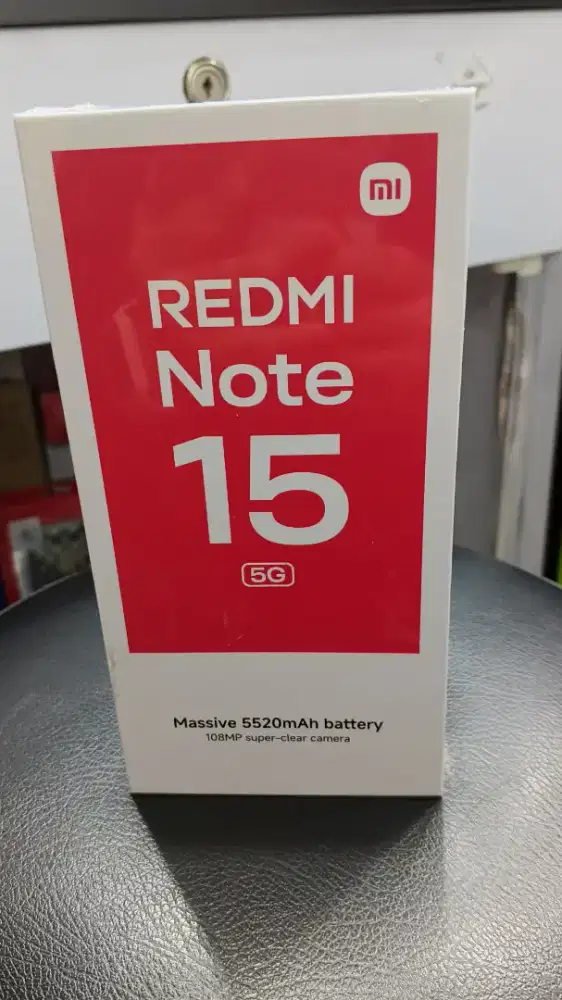 mi
REDMI
Note
15
5G
Massive 5520mAh battery
108MP super-clear camera